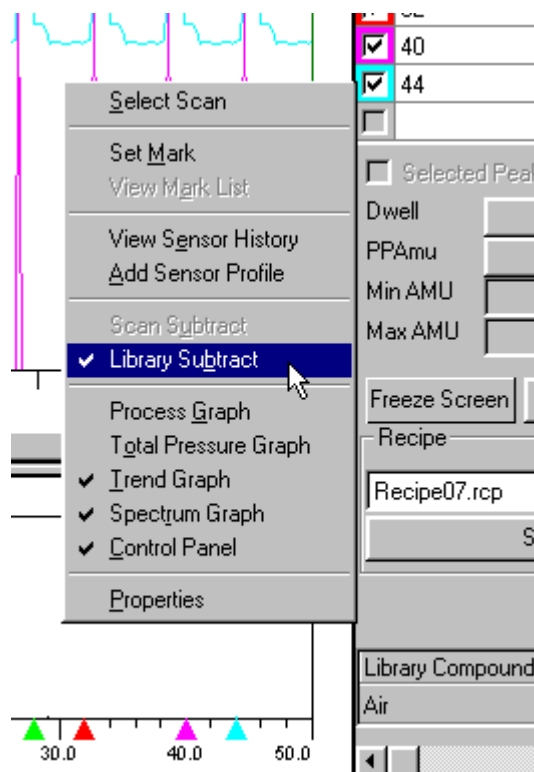 40
44
Select Scan
Set Mark
View Mark List
View Sensor History
Add Sensor Profile
Scan Subtract
Library Subtract
Process Graph
Total Pressure Graph
Trend Graph
Spectrum Graph
Control Panel
Properties
Selected
Dwell
PPAmu
Min AMU
Max AMU
Freeze Screen
Recipe
Recipe07.rcp
S
Library Compound
Air
30.0 40.0 50.0